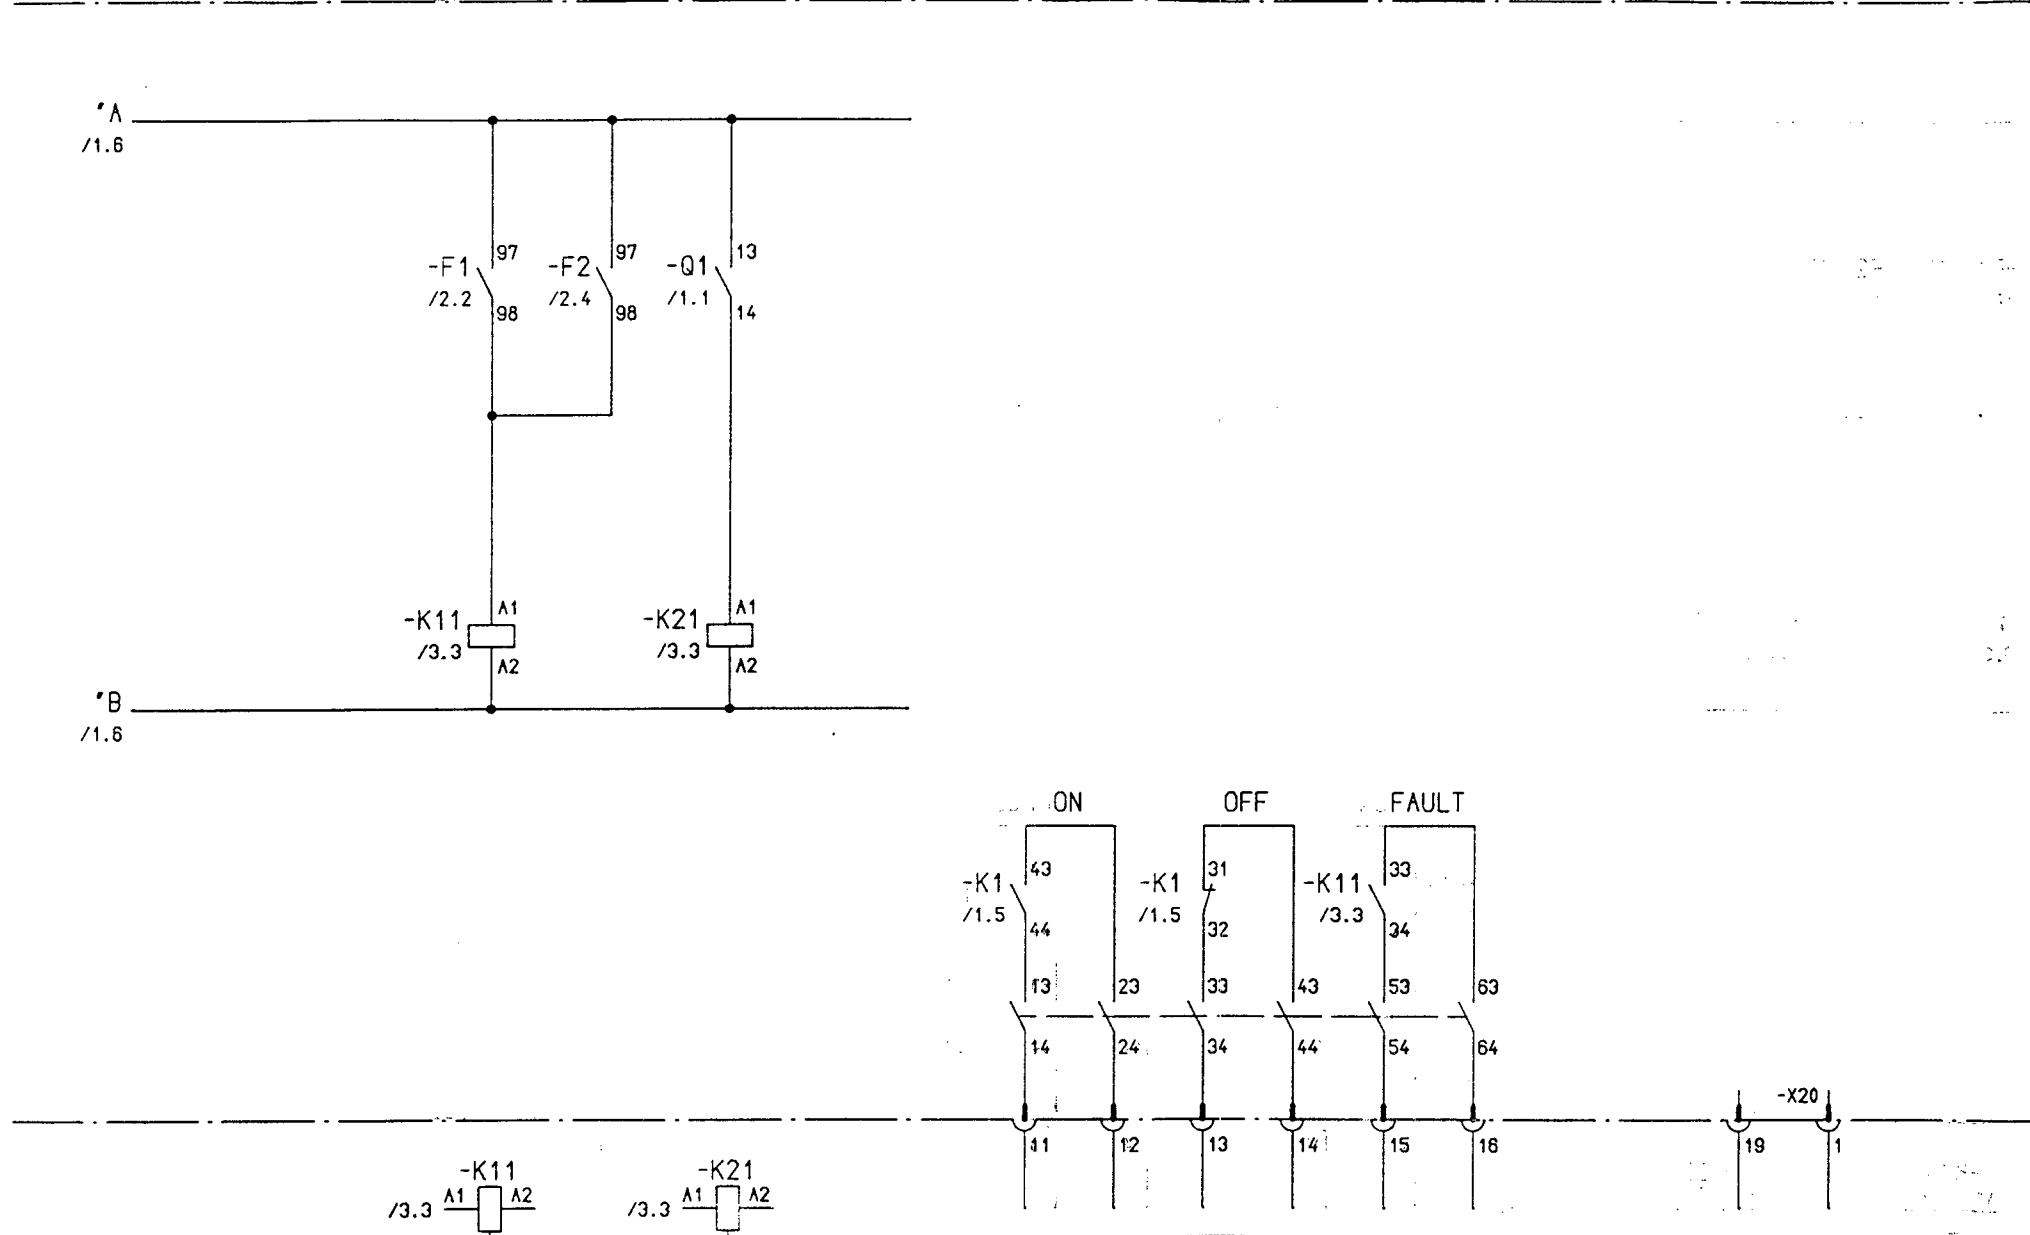 "A
/1.6
97 97 13
-F1 -F2 -Q1
/2.2 /2.4 /1.1
98 98 14
A1 A1
-K11 -K21
/3.3 /3.3
A2 A2
"B
/1.6
ON OFF FAULT
43 31 33
-K1 -K1 -K11
/1.5 /1.5 /3.3
44 32 34
13 23 33 43 53 63
14 24 34 44 54 64
-X20
11 12 13 14 15 16 19 1
-K11 -K21
A1 A2 A1 A2
/3.3 /3.3